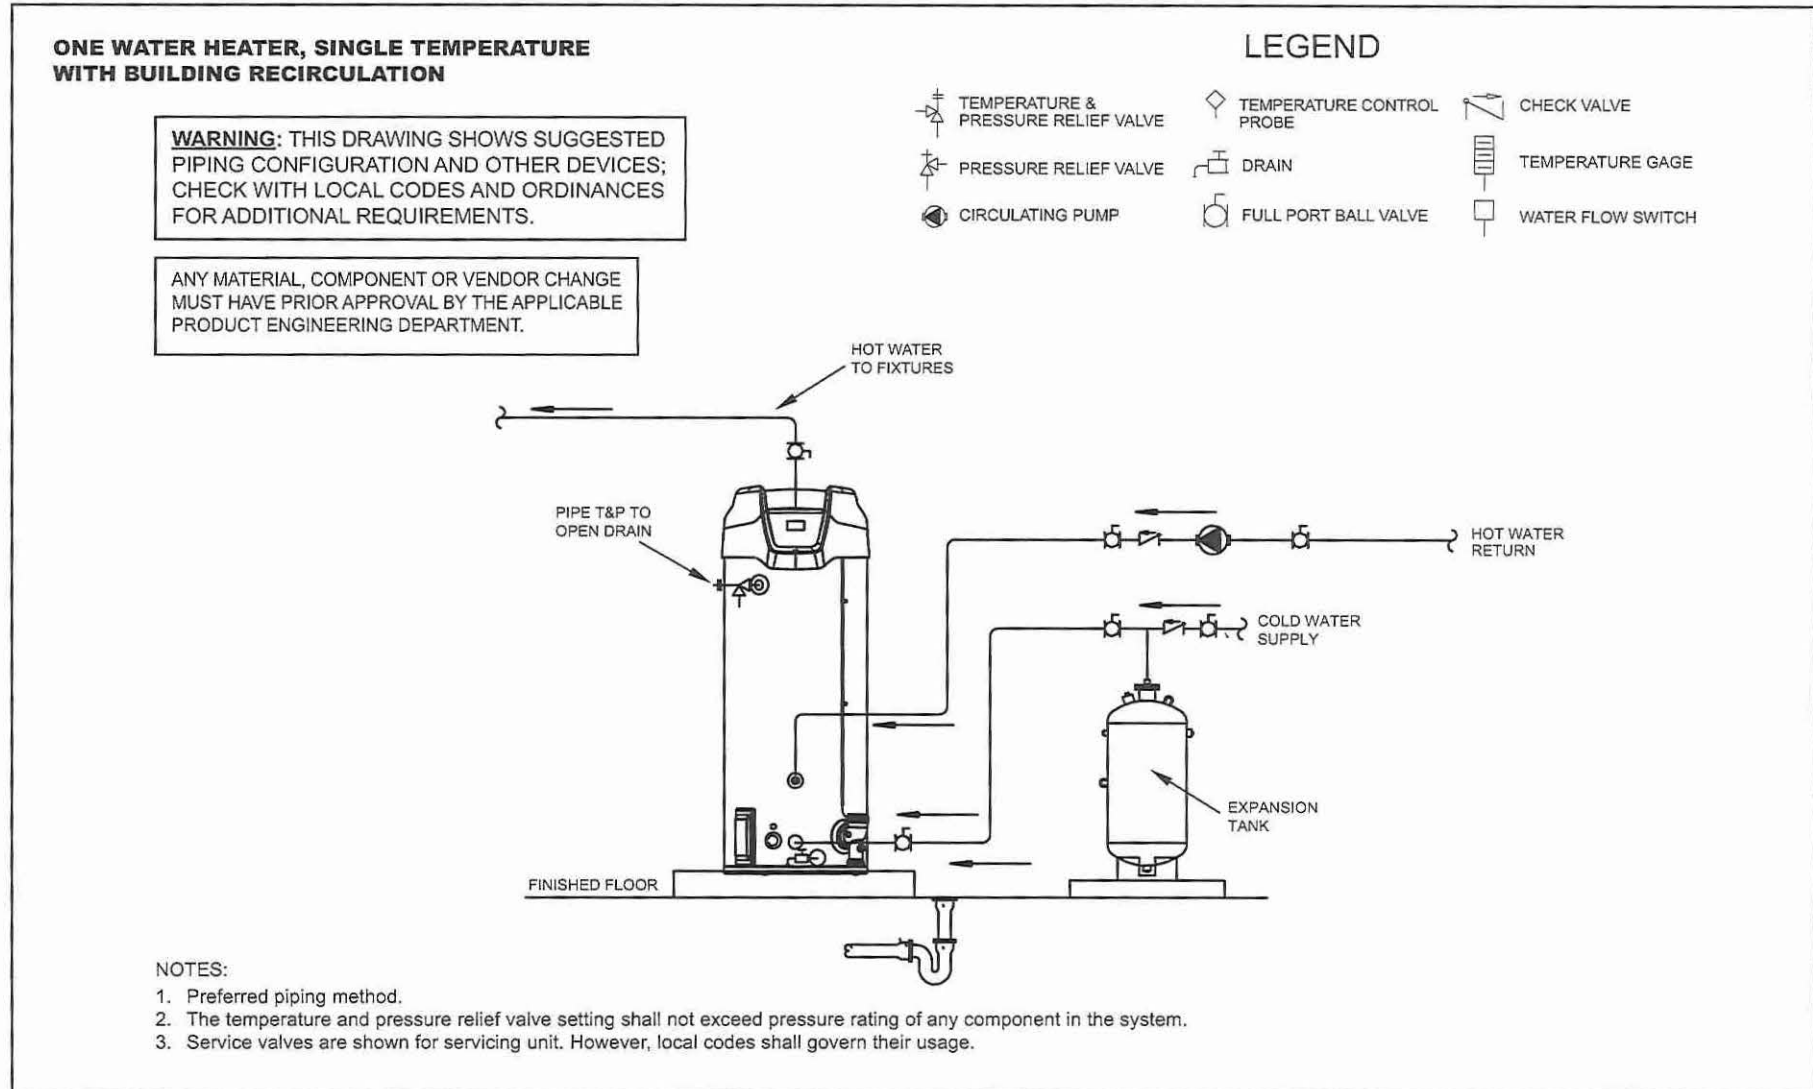 ONE WATER HEATER, SINGLE TEMPERATURE
WITH BUILDING RECIRCULATION
WARNING: THIS DRAWING SHOWS SUGGESTED
PIPING CONFIGURATION AND OTHER DEVICES;
CHECK WITH LOCAL CODES AND ORDINANCES
FOR ADDITIONAL REQUIREMENTS.
ANY MATERIAL, COMPONENT OR VENDOR CHANGE
MUST HAVE PRIOR APPROVAL BY THE APPLICABLE
PRODUCT ENGINEERING DEPARTMENT.
LEGEND
TEMPERATURE &
PRESSURE RELIEF VALVE
PRESSURE RELIEF VALVE
CIRCULATING PUMP
TEMPERATURE CONTROL
PROBE
DRAIN
FULL PORT BALL VALVE
CHECK VALVE
TEMPERATURE GAGE
WATER FLOW SWITCH
HOT WATER
TO FIXTURES
PIPE T&P TO
OPEN DRAIN
HOT WATER
RETURN
COLD WATER
SUPPLY
EXPANSION
TANK
FINISHED FLOOR
NOTES:
1. Preferred piping method.
2. The temperature and pressure relief valve setting shall not exceed pressure rating of any component in the system.
3. Service valves are shown for servicing unit. However, local codes shall govern their usage.